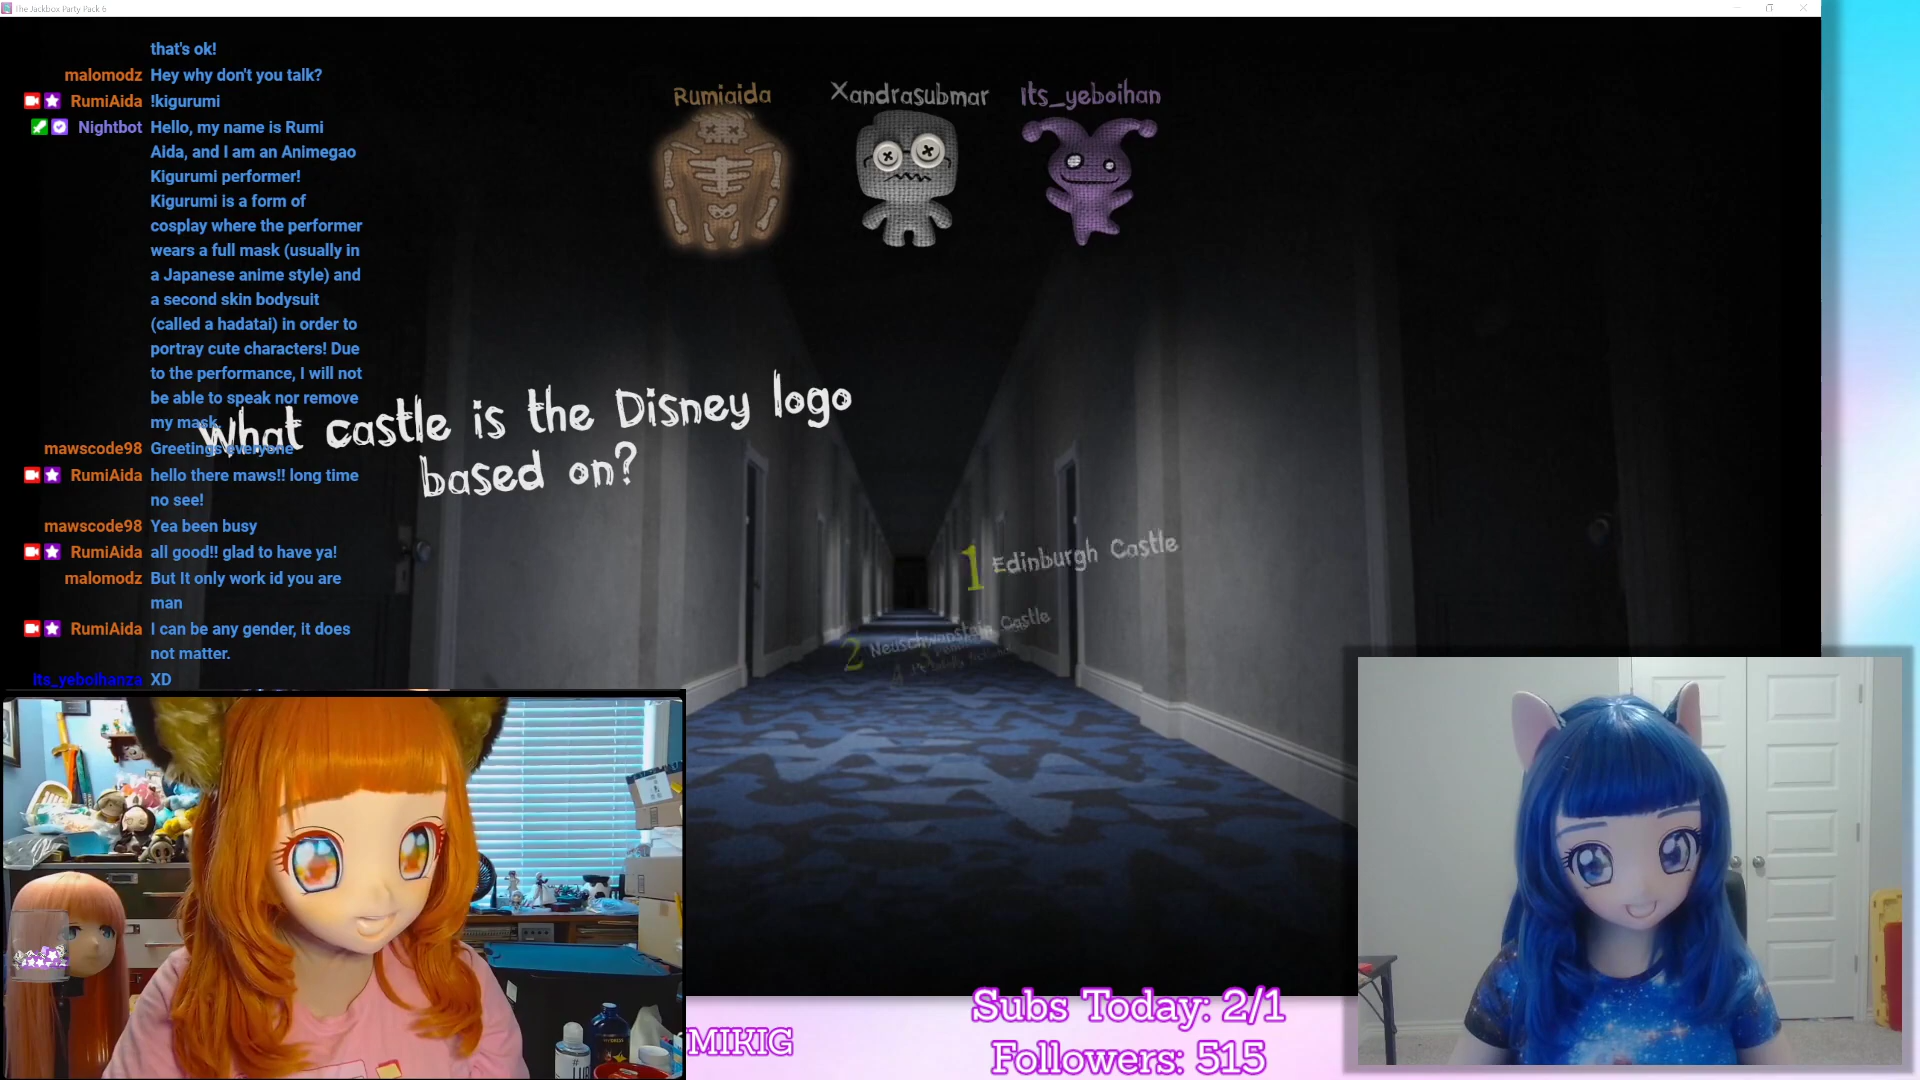 The Jackbox Party Pack 6
that's ok!
malomodz Hey why don't you talk?
RumiAida !kigurumi
Nightbot Hello, my name is Rumi
Aida, and I am an Animegao
Kigurumi performer!
Kigurumi is a form of
cosplay where the performer
wears a full mask (usually in
a Japanese anime style) and
a second skin bodysuit
(called a hadatai) in order to
portray cute characters! Due
to the performance, I will not
be able to speak nor remove
my mask.
mawscode98 Greetings everyone
RumiAida hello there maws!! long time
no see!
mawscode98 Yea been busy
RumiAida all good!! glad to have ya!
malomodz But It only work id you are
man
RumiAida I can be any gender, it does
not matter.
Its_yeboihanza XD
Rumiaida
Xandrasubmar
Its_yeboihan
What castle is the Disney logo
based on?
1 Edinburgh Castle
2 Neuschwanstein Castle
4
MIKIG
Subs Today: 2/1
Followers: 515